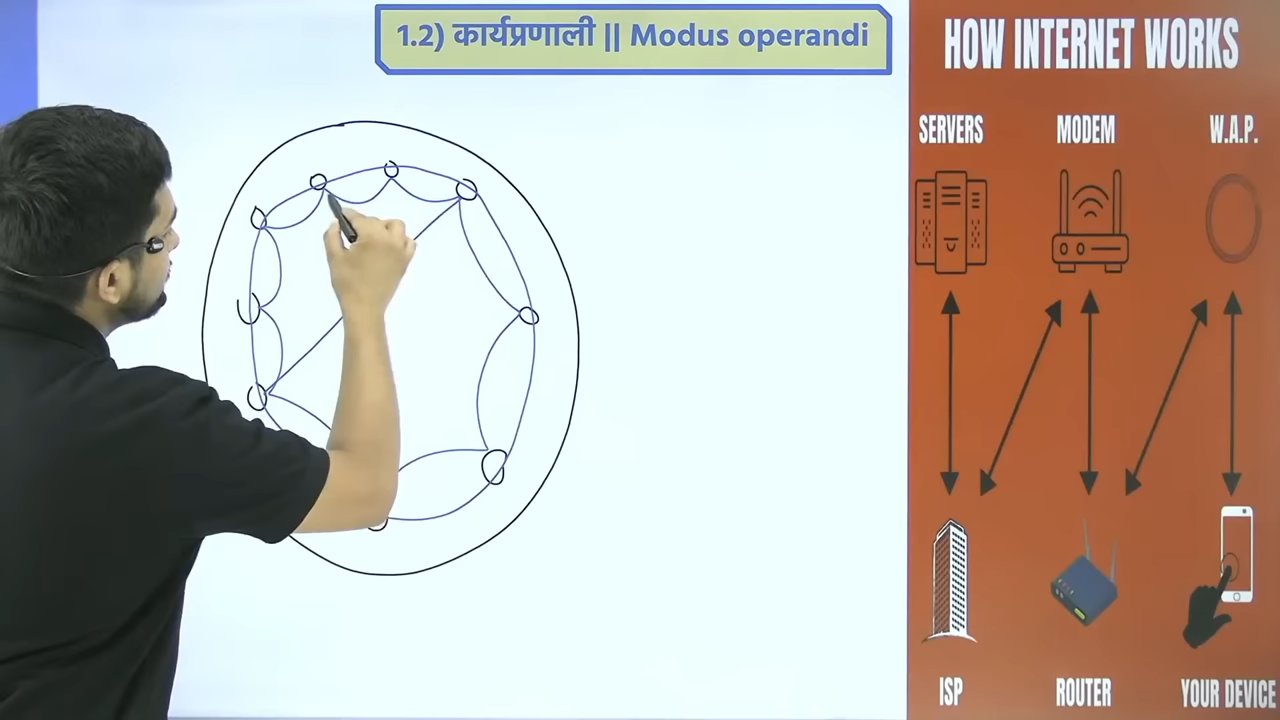 1.2) कार्यप्रणाली || Modus operandi
HOW INTERNET WORKS
SERVERS MODEM W.A.P.
ISP ROUTER YOUR DEVICE